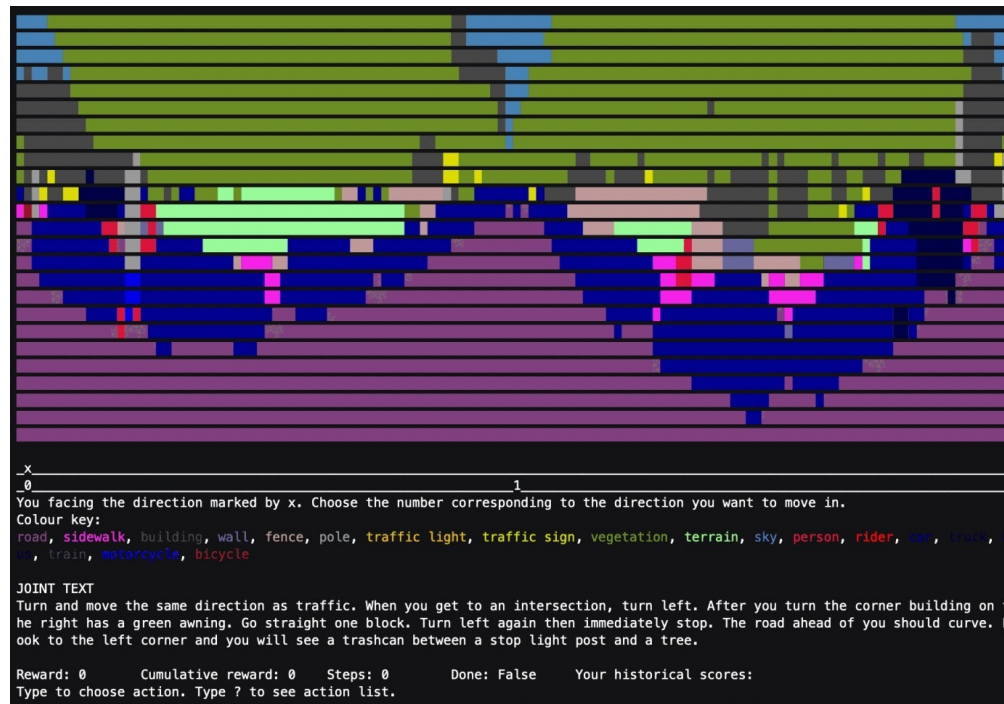 _x_
_0_ _1_
You facing the direction marked by x. Choose the number corresponding to the direction you want to move in.
Colour key:
road, sidewalk, building, wall, fence, pole, traffic light, traffic sign, vegetation, terrain, sky, person, rider, car, truck,
us, train, motorcycle, bicycle
JOINT TEXT
Turn and move the same direction as traffic. When you get to an intersection, turn left. After you turn the corner building on
he right has a green awning. Go straight one block. Turn left again then immediately stop. The road ahead of you should curve.
ook to the left corner and you will see a trashcan between a stop light post and a tree.
Reward: 0 Cumulative reward: 0 Steps: 0 Done: False Your historical scores:
Type to choose action. Type ? to see action list.